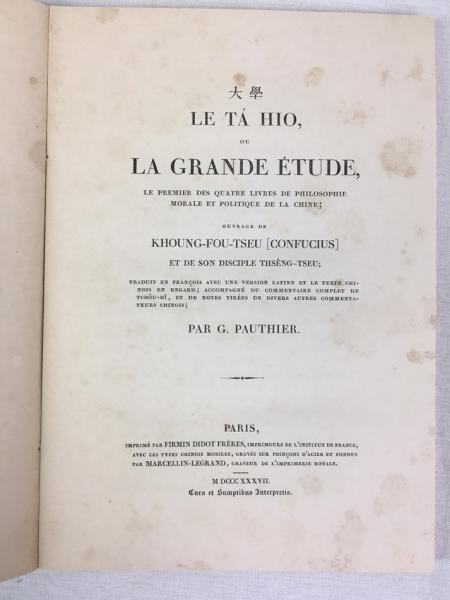 大學
LE TÁ HIO,
OU
LA GRANDE ÉTUDE,
LE PREMIER DES QUATRE LIVRES DE PHILOSOPHIE
MORALE ET POLITIQUE DE LA CHINE;
OUVRAGE DE
KHOUNG-FOU-TSEU [CONFUCIUS]
ET DE SON DISCIPLE THSÊNG-TSEU;
TRADUIT EN FRANÇOIS AVEC UNE VERSION LATINE ET LE TEXTE CHI-
NOIS EN REGARD; ACCOMPAGNÉ DU COMMENTAIRE COMPLET DE
TCHOÛ-HÎ, ET DE NOTES TIRÉES DE DIVERS AUTRES COMMENTA-
TEURS CHINOIS;
PAR G. PAUTHIER.
PARIS,
IMPRIMÉ PAR FIRMIN DIDOT FRÈRES, IMPRIMEURS DE L'INSTITUT DE FRANCE,
AVEC LES TYPES CHINOIS MOBILES, GRAVÉS SUR POINÇONS D'ACIER ET FONDUS
PAR MARCELLIN-LEGRAND, GRAVEUR DE L'IMPRIMERIE ROYALE.
M DCCC XXXVII.
Cura et Sumptibus Interpretis.